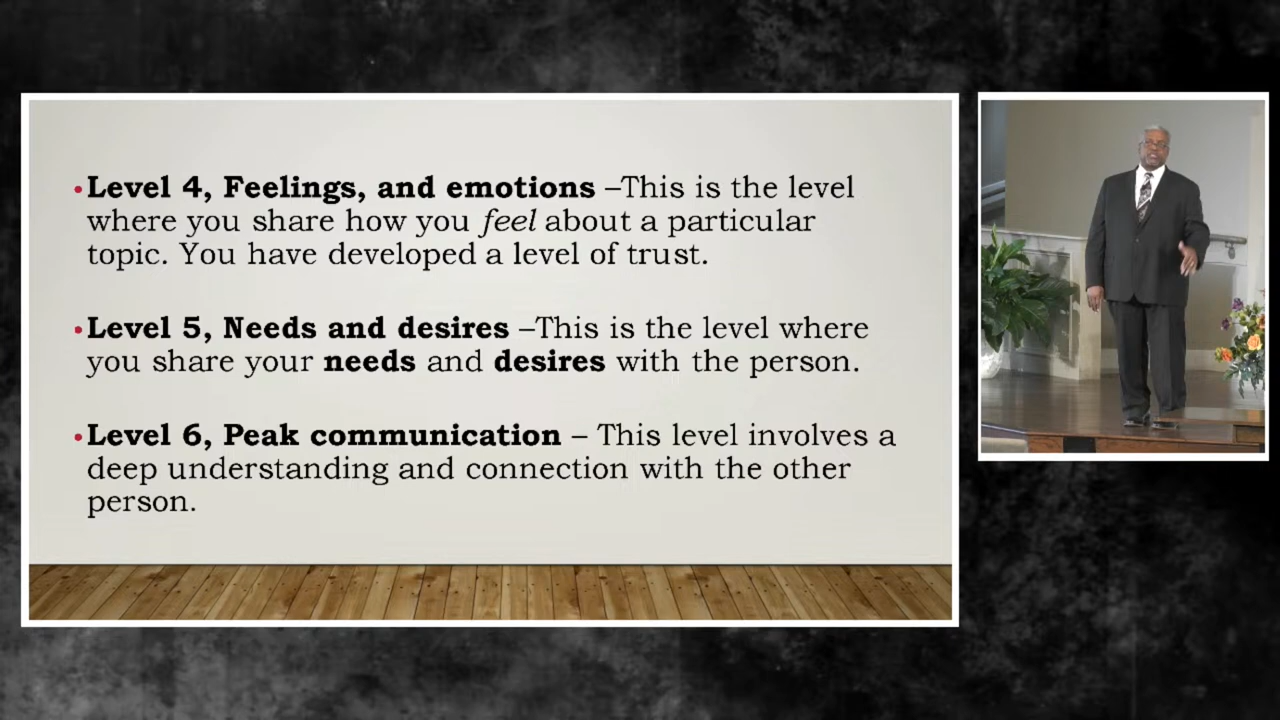 •Level 4, Feelings, and emotions –This is the level
where you share how you feel about a particular
topic. You have developed a level of trust.
•Level 5, Needs and desires –This is the level where
you share your needs and desires with the person.
•Level 6, Peak communication – This level involves a
deep understanding and connection with the other
person.